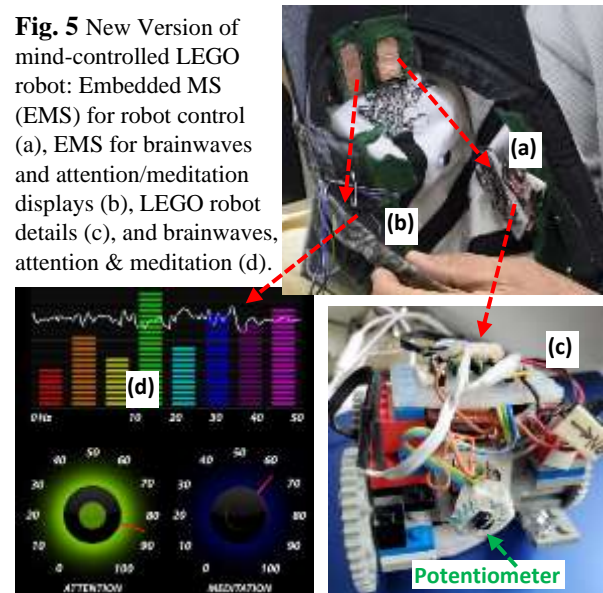 Fig. 5 New Version of
mind-controlled LEGO
robot: Embedded MS
(EMS) for robot control
(a), EMS for brainwaves
and attention/meditation
displays (b), LEGO robot
details (c), and brainwaves,
attention & meditation (d).
(a)
(b)
(c)
(d)
0Hz 10 20 30 40 50
0 10 20 30 40 50 60 70 80 90 100
ATTENTION
0 10 20 30 40 50 60 70 80 90 100
MEDITATION
Potentiometer